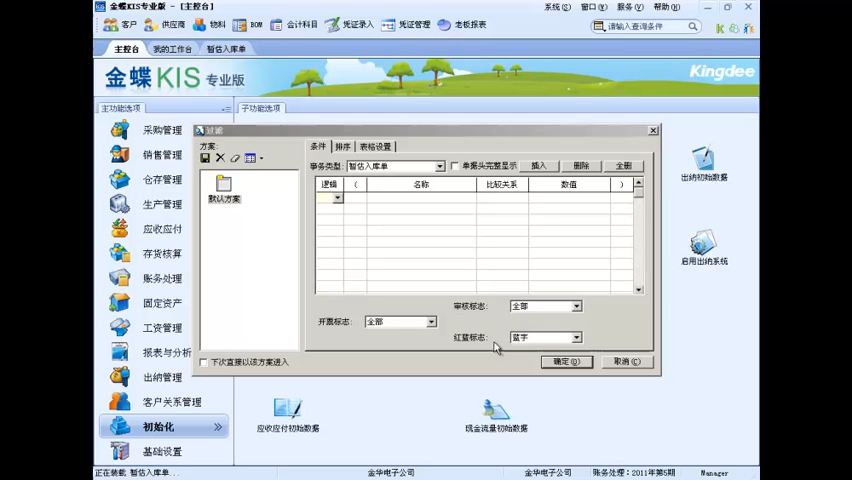 金蝶KIS专业版 - [主控台]
系统(S) 窗口(W) 服务(V) 帮助(H)
客户 供应商 物料 BOM 会计科目 凭证录入 凭证管理 老板报表
请输入查询条件
主控台 我的工作台 暂估入库单
金蝶KIS 专业版
Kingdee
主功能选项 子功能选项
采购管理
销售管理
仓存管理
生产管理
应收应付
存货核算
账务处理
固定资产
工资管理
报表与分析
出纳管理
客户关系管理
初始化
基础设置
过滤
方案:
默认方案
下次直接以该方案进入
条件 排序 表格设置
事务类型: 暂估入库单 单据头完整显示 插入 删除 全删
逻辑 ( 名称 比较关系 数值 )
审核标志: 全部
开票标志: 全部
红蓝标志: 蓝字
确定(O) 取消(C)
出纳初始数据
启用出纳系统
应收应付初始数据
现金流量初始数据
正在装载 暂估入库单...
金华电子公司
金华电子公司
账务处理:2011年第5期
Manager